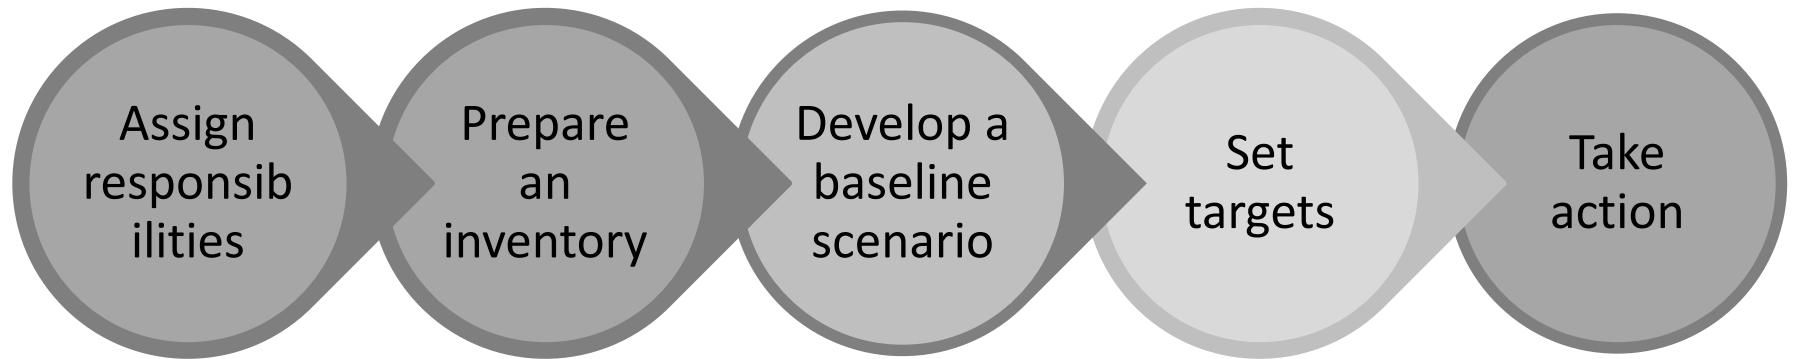 Assign
responsib
ilities
Prepare
an
inventory
Develop a
baseline
scenario
Set
targets
Take
action